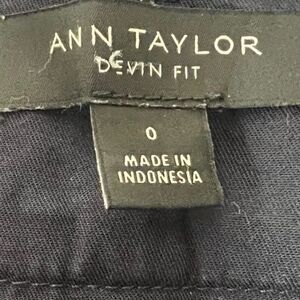 ANN TAYLOR
DEVIN FIT
0
MADE IN
INDONESIA